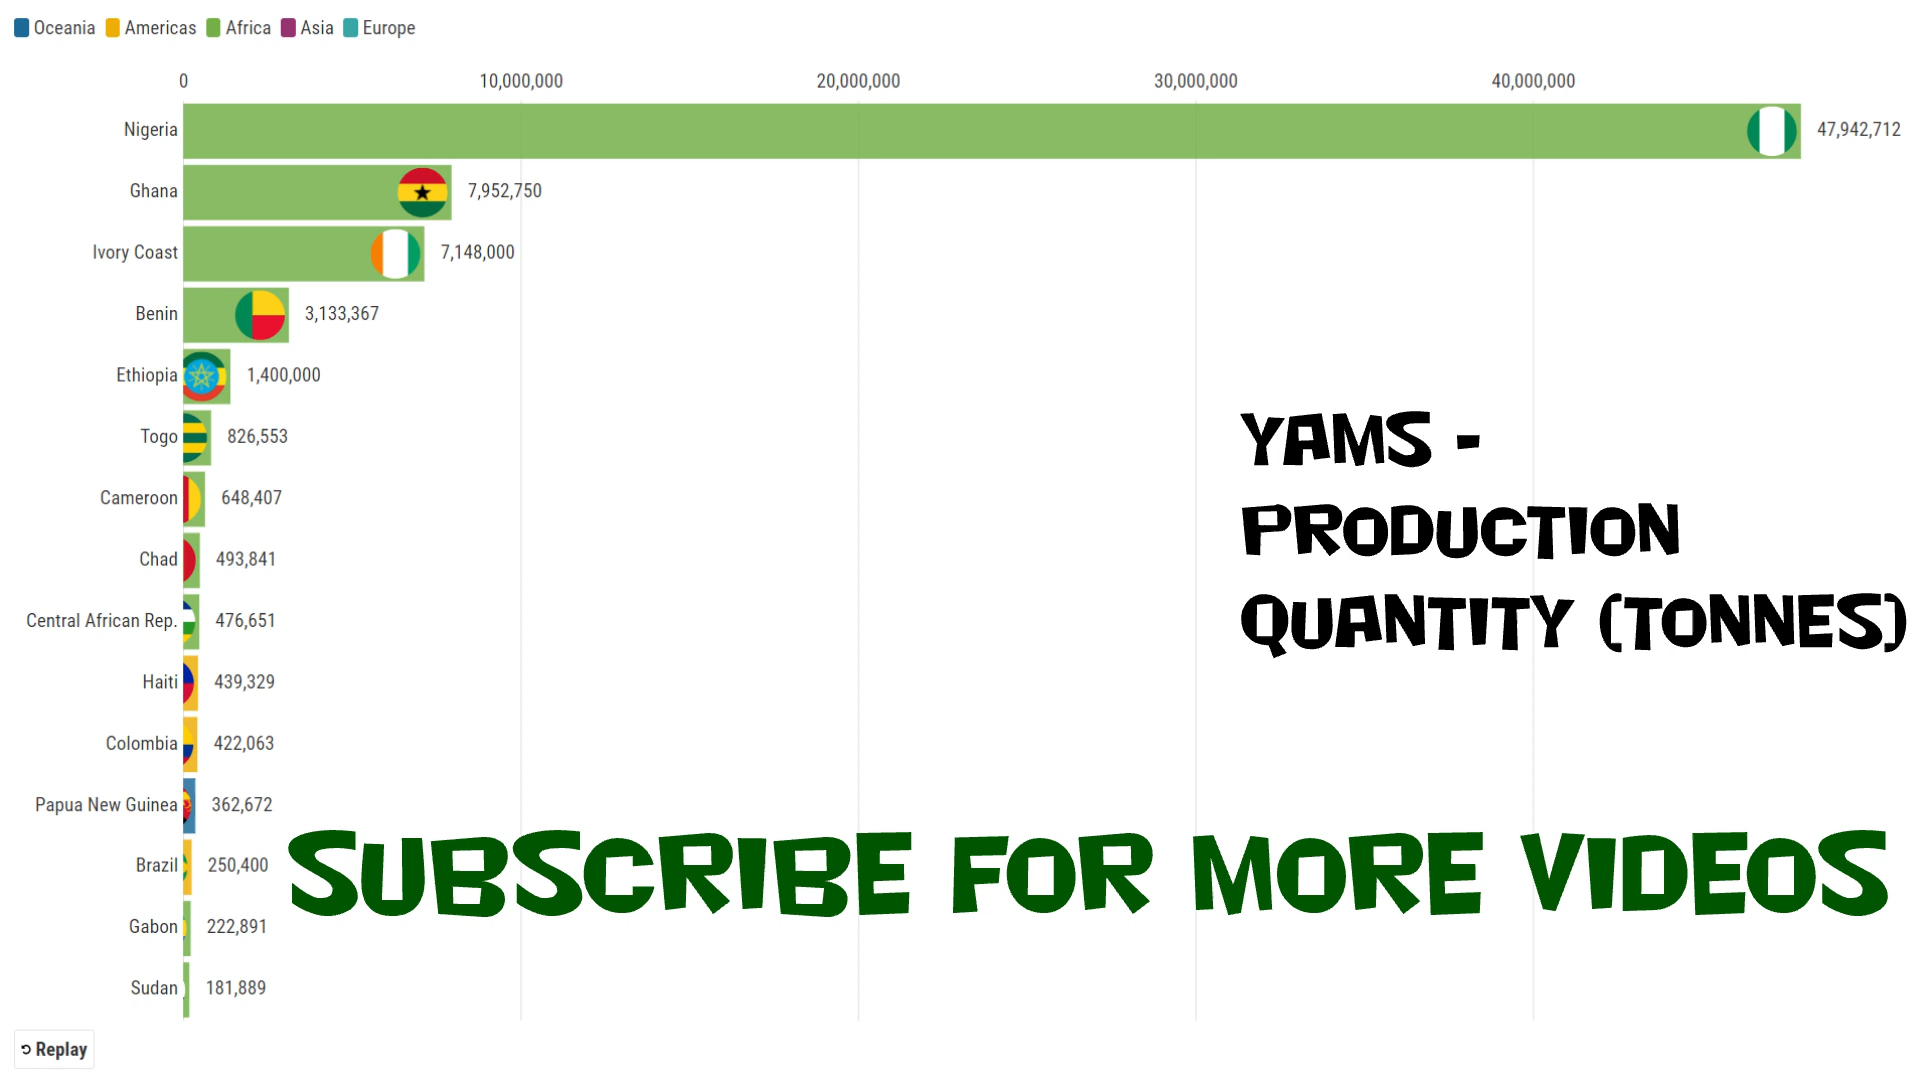 Oceania Americas Africa Asia Europe
0 10,000,000 20,000,000 30,000,000 40,000,000
Nigeria 47,942,712
Ghana 7,952,750
Ivory Coast 7,148,000
Benin 3,133,367
Ethiopia 1,400,000
Togo 826,553
Cameroon 648,407
Chad 493,841
Central African Rep. 476,651
Haiti 439,329
Colombia 422,063
Papua New Guinea 362,672
Brazil 250,400
Gabon 222,891
Sudan 181,889
YAMS -
PRODUCTION
QUANTITY (TONNES)
SUBSCRIBE FOR MORE VIDEOS
Replay